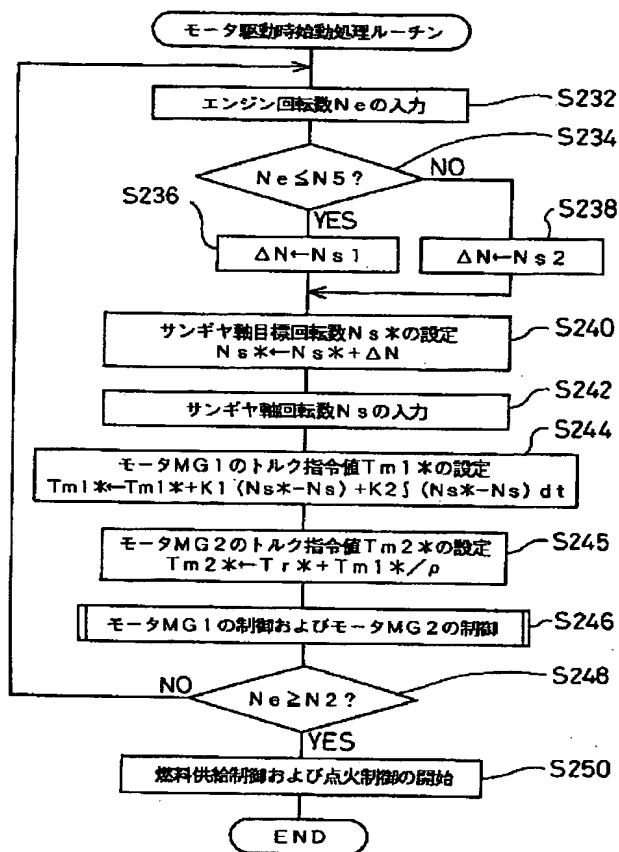 モータ駆動時始動処理ルーチン
エンジン回転数Neの入力
S232
S234
Ne≦N5?
NO
S236
YES
S238
ΔN←Ns1
ΔN←Ns2
サンギヤ軸目標回転数Ns*の設定
Ns*←Ns*+ΔN
S240
サンギヤ軸回転数Nsの入力
S242
S244
モータMG1のトルク指令値Tm1*の設定
Tm1*←Tm1*+K1(Ns*-Ns)+K2∫(Ns*-Ns)dt
モータMG2のトルク指令値Tm2*の設定
Tm2*←Tr*+Tm1*/ρ
S245
モータMG1の制御およびモータMG2の制御
S246
NO
Ne≧N2?
S248
YES
燃料供給制御および点火制御の開始
S250
END